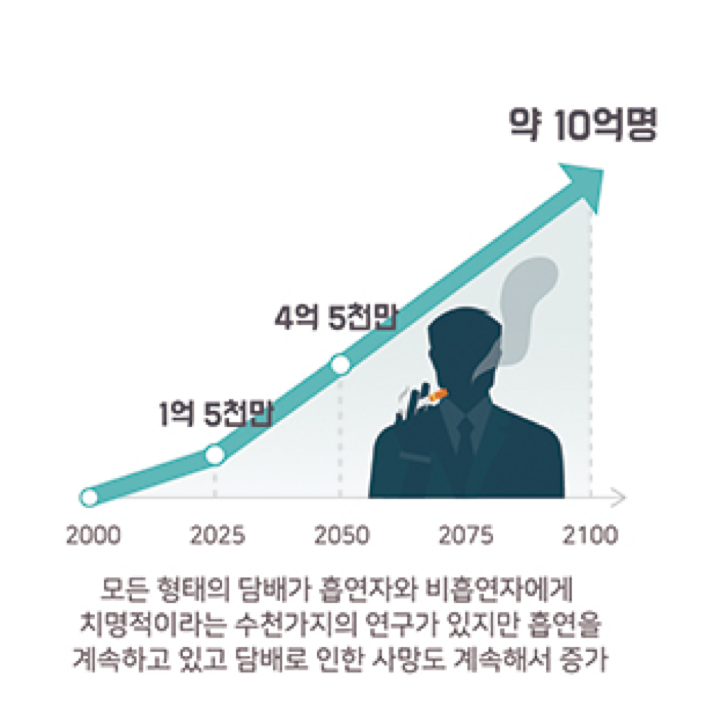 약 10억명
4억 5천만
1억 5천만
2000 2025 2050 2075 2100
모든 형태의 담배가 흡연자와 비흡연자에게
치명적이라는 수천가지의 연구가 있지만 흡연을
계속하고 있고 담배로 인한 사망도 계속해서 증가